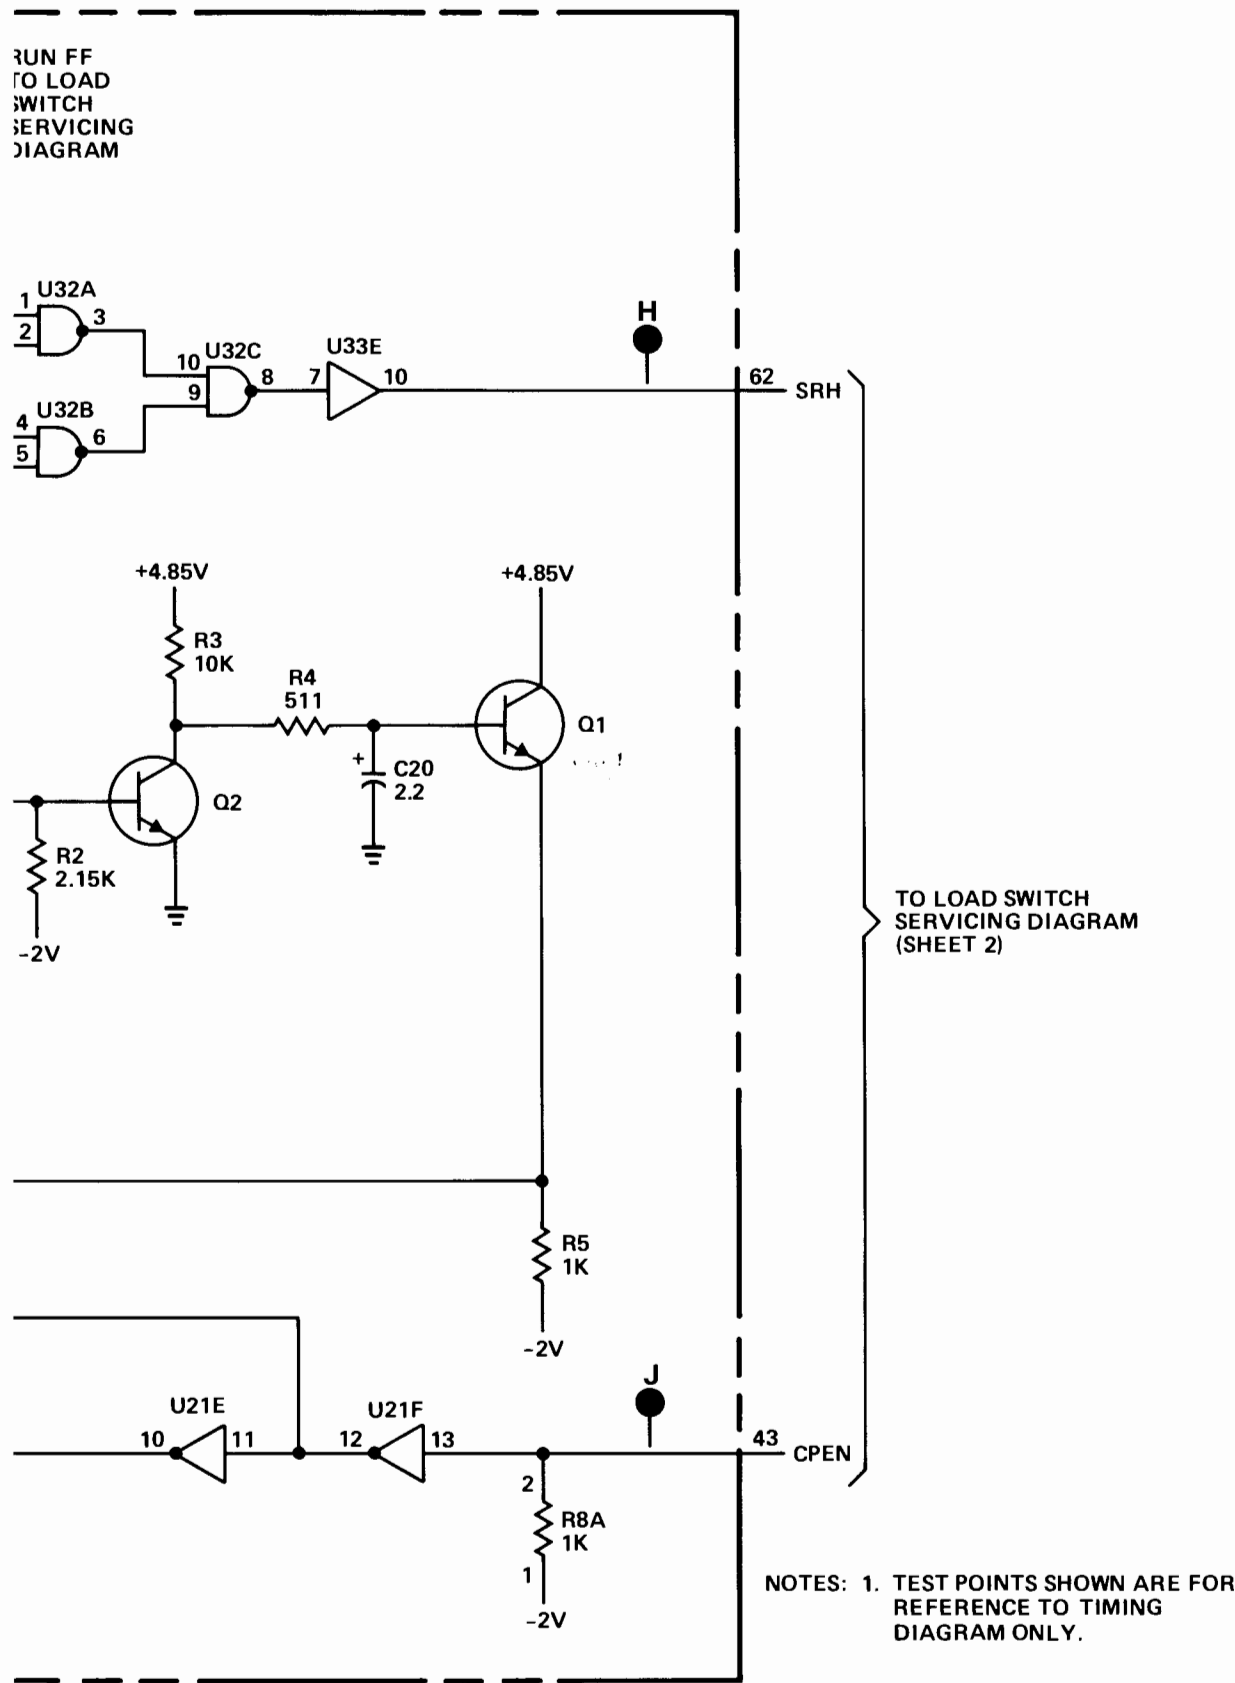 RUN FF
TO LOAD
SWITCH
SERVICING
DIAGRAM
U32A
1
2
3
U32C
10
9
8
U33E
7
10
H
62
SRH
U32B
4
5
6
+4.85V
+4.85V
R3
10K
R4
511
Q1
+
C20
2.2
Q2
R2
2.15K
-2V
TO LOAD SWITCH
SERVICING DIAGRAM
(SHEET 2)
R5
1K
-2V
J
U21E
10
11
U21F
12
13
43
CPEN
2
R8A
1K
1
-2V
NOTES: 1. TEST POINTS SHOWN ARE FOR
REFERENCE TO TIMING
DIAGRAM ONLY.